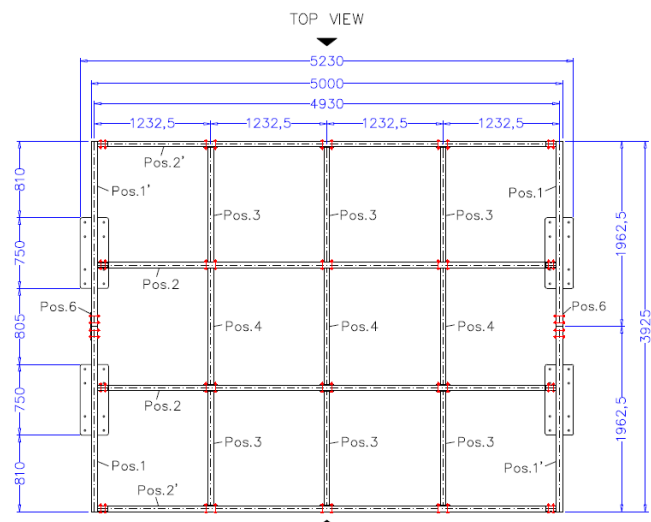 TOP VIEW
5230
5000
4930
1232,5
1232,5
1232,5
1232,5
810
Pos.2'
Pos.1'
Pos.1
Pos.3
Pos.3
Pos.3
750
1962,5
Pos.2
Pos.6
Pos.6
805
Pos.4
Pos.4
Pos.4
3925
Pos.2
750
1962,5
Pos.3
Pos.3
Pos.3
Pos.1
Pos.1'
810
Pos.2'